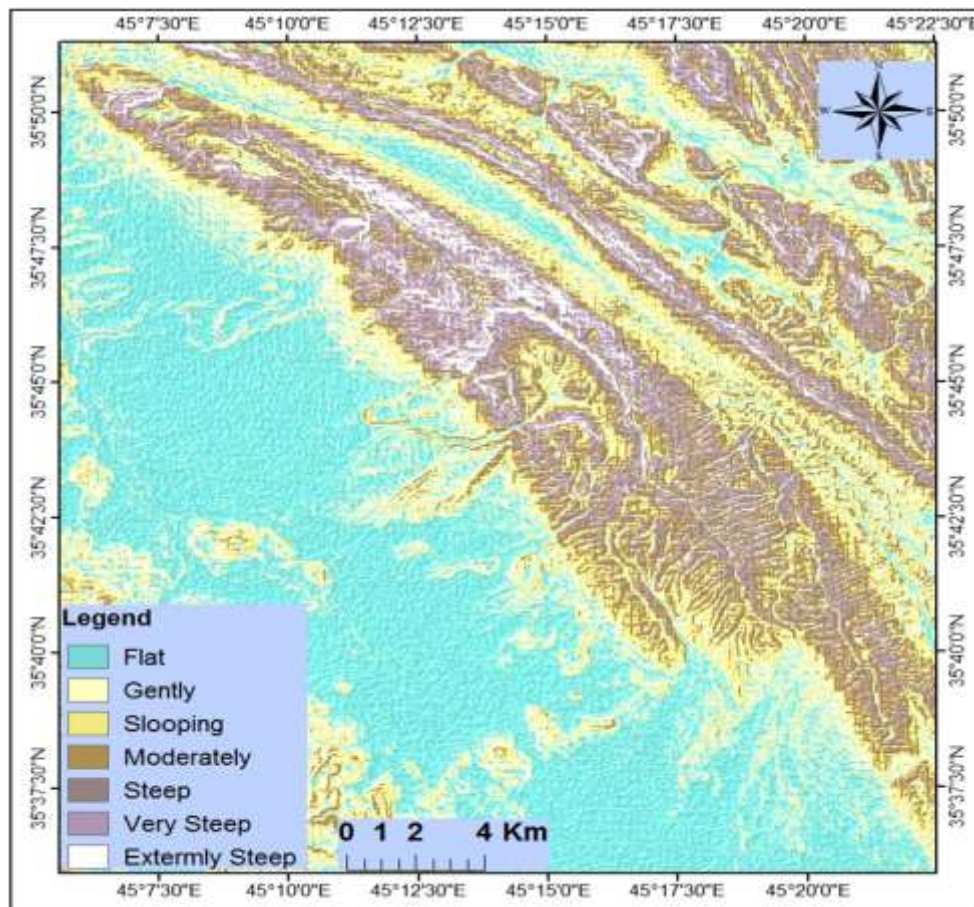 45°7'30"E 45°10'0"E 45°12'30"E 45°15'0"E 45°17'30"E 45°20'0"E 45°22'30"E
35°50'0"N 35°50'0"N
35°47'30"N 35°47'30"N
35°45'0"N 35°45'0"N
35°42'30"N 35°42'30"N
35°40'0"N 35°40'0"N
35°37'30"N 35°37'30"N
Legend
Flat
Gently
Slooping
Moderately
Steep
Very Steep
Extermly Steep
0 1 2 4 Km
45°7'30"E 45°10'0"E 45°12'30"E 45°15'0"E 45°17'30"E 45°20'0"E